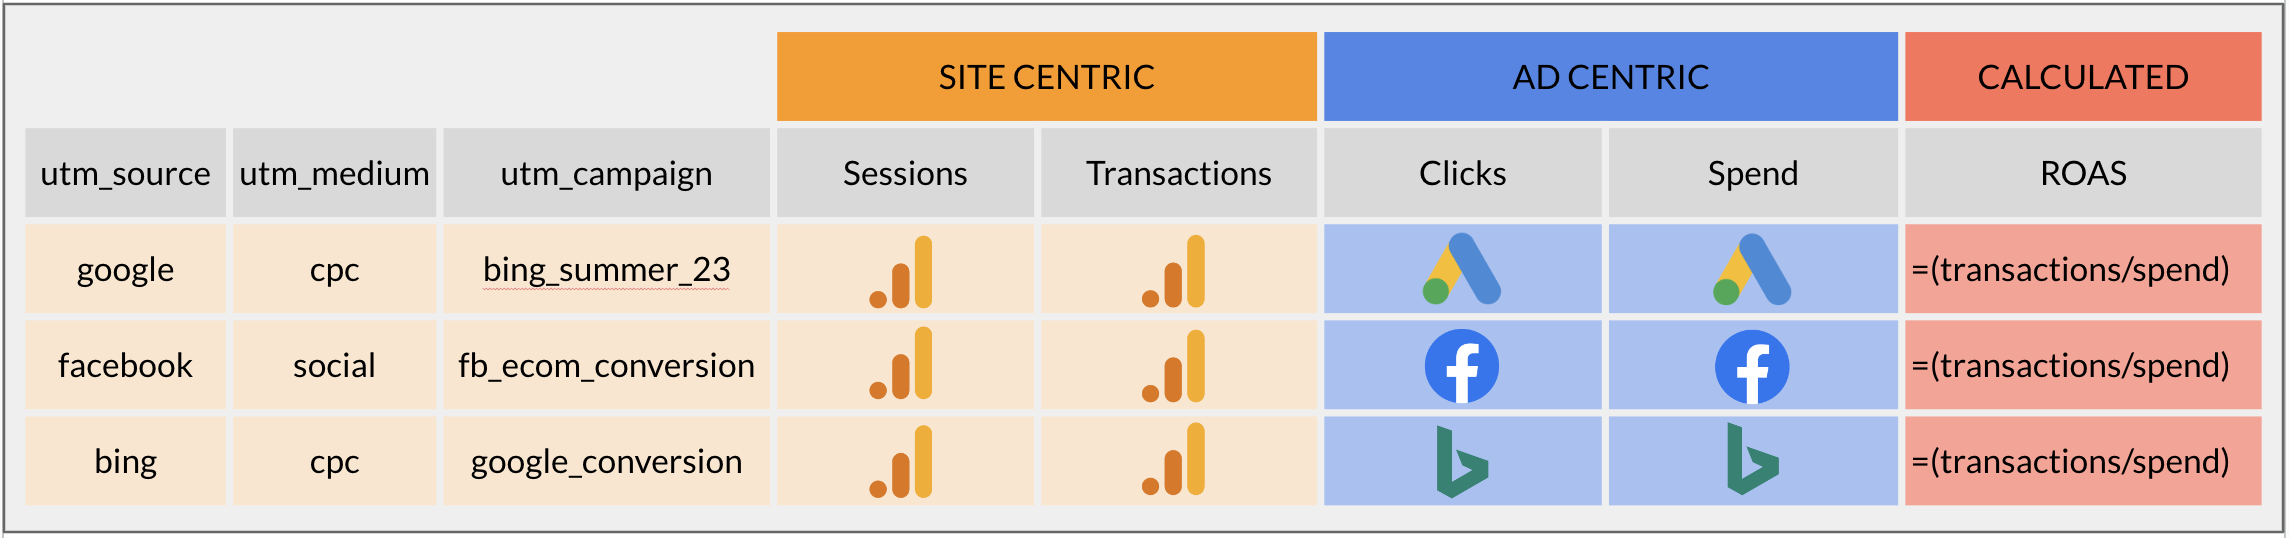 SITE CENTRIC AD CENTRIC CALCULATED
utm_source utm_medium utm_campaign Sessions Transactions Clicks Spend ROAS
google cpc bing_summer_23 =(transactions/spend)
facebook social fb_ecom_conversion =(transactions/spend)
bing cpc google_conversion =(transactions/spend)